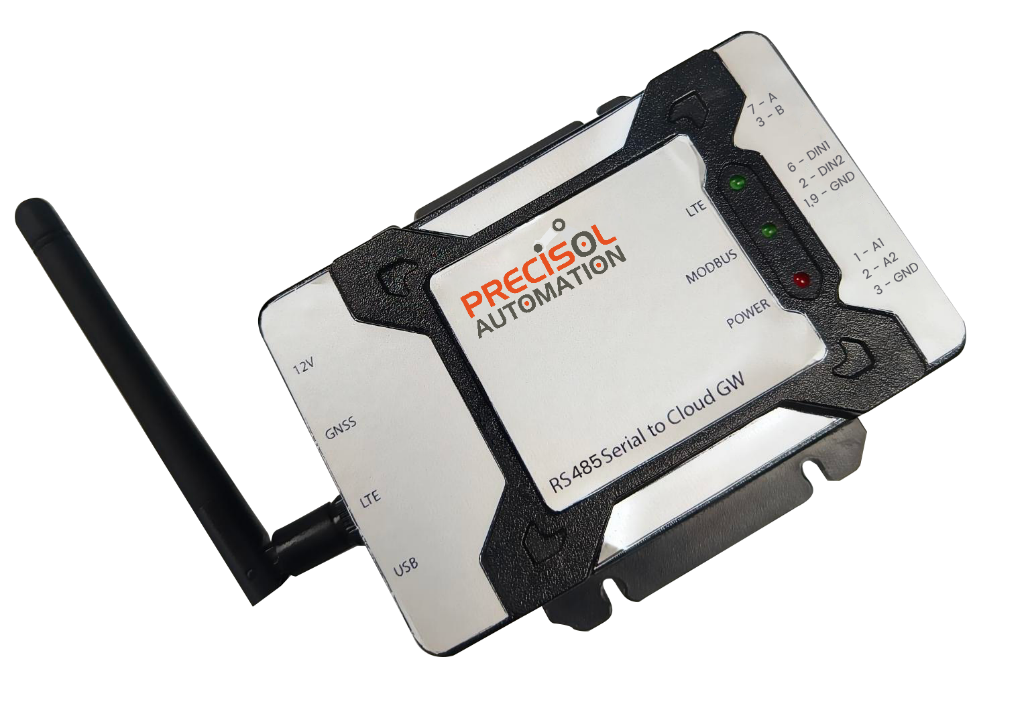 PRECISOL
AUTOMATION
LTE
MODBUS
POWER
RS485 Serial to Cloud GW
12V
GNSS
LTE
USB
7 - A
3 - B
6 - DIN1
2 - DIN2
1,9 - GND
1 - A1
2 - A2
3 - GND